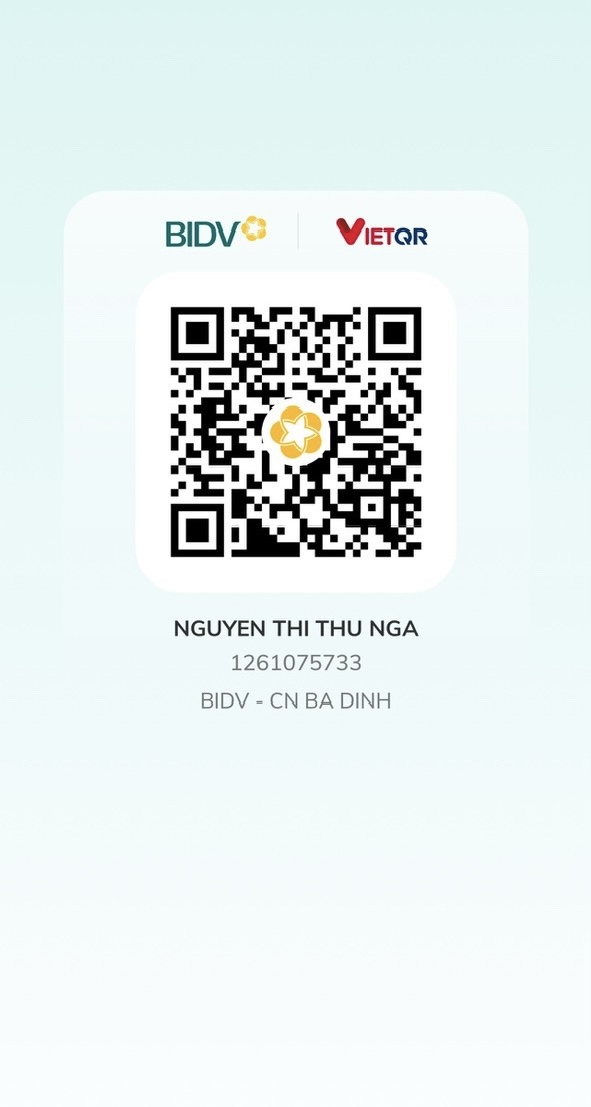 BIDV VIETQR
NGUYEN THI THU NGA
1261075733
BIDV - CN BA DINH